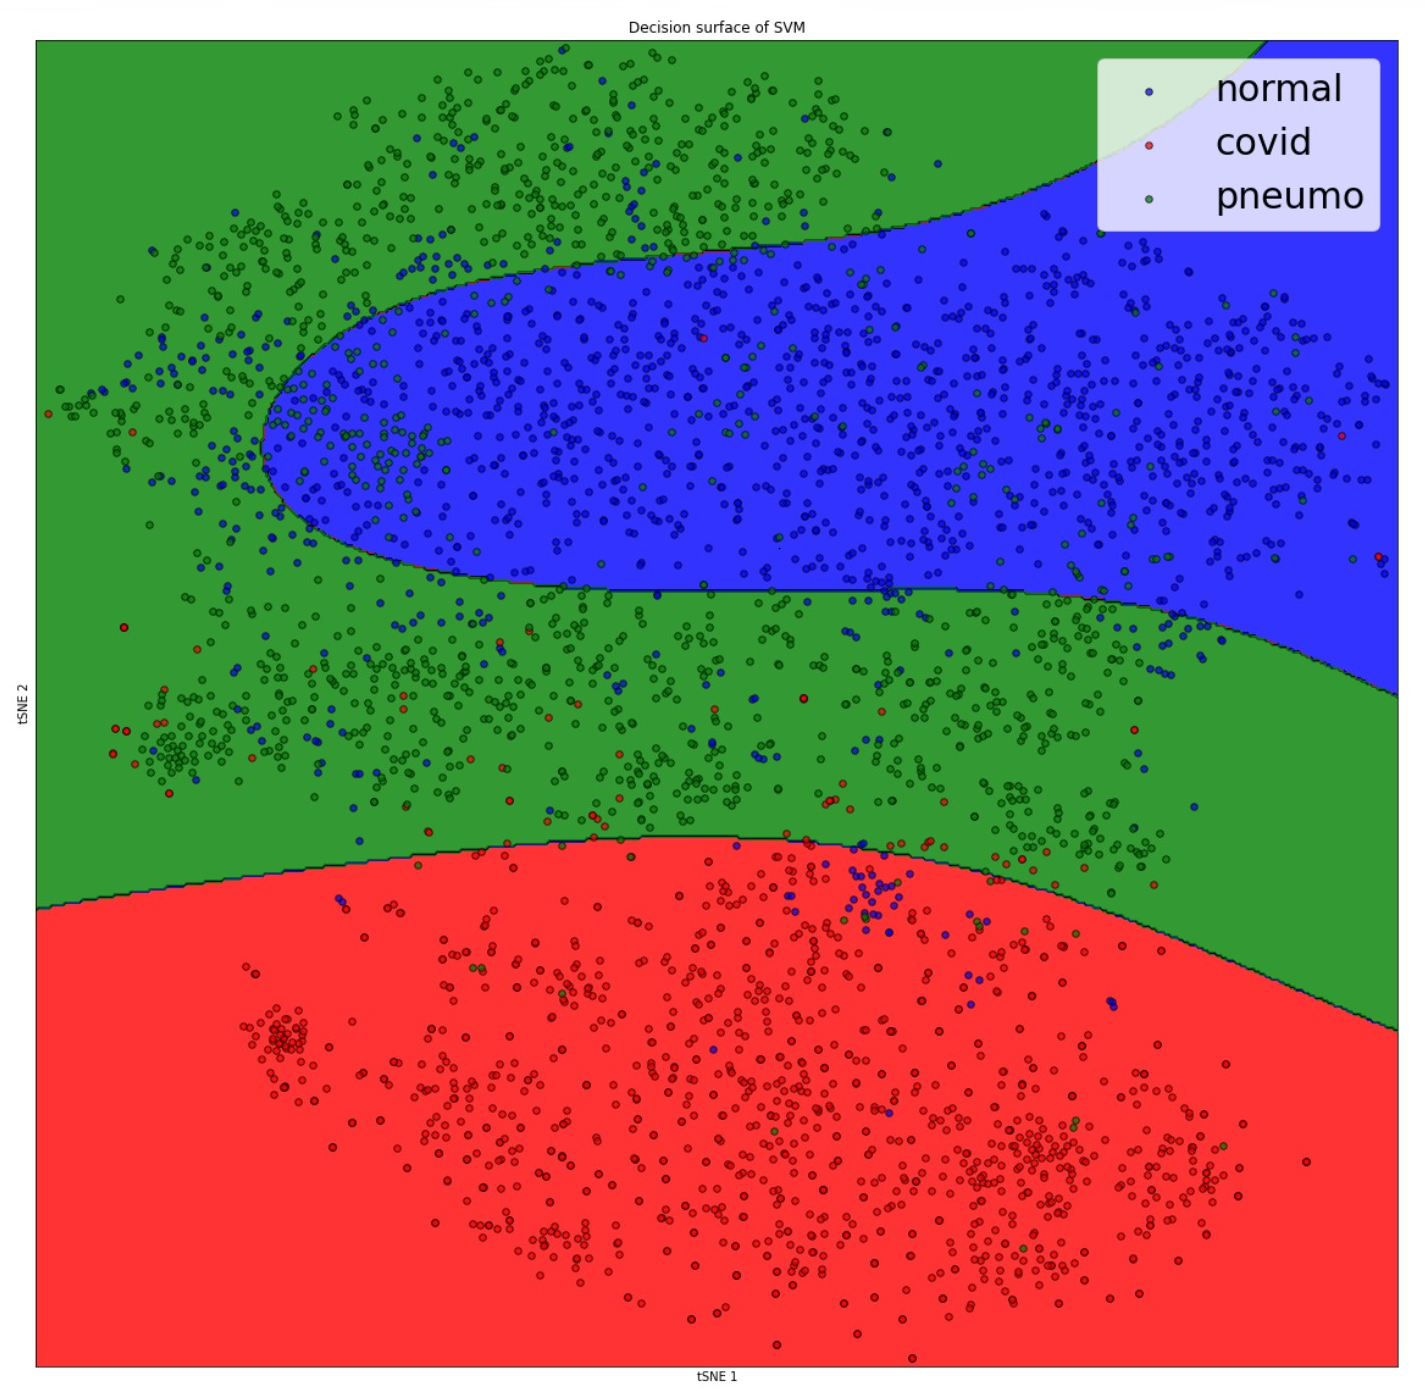 Decision surface of SVM
normal
covid
pneumo
tSNE 2
tSNE 1